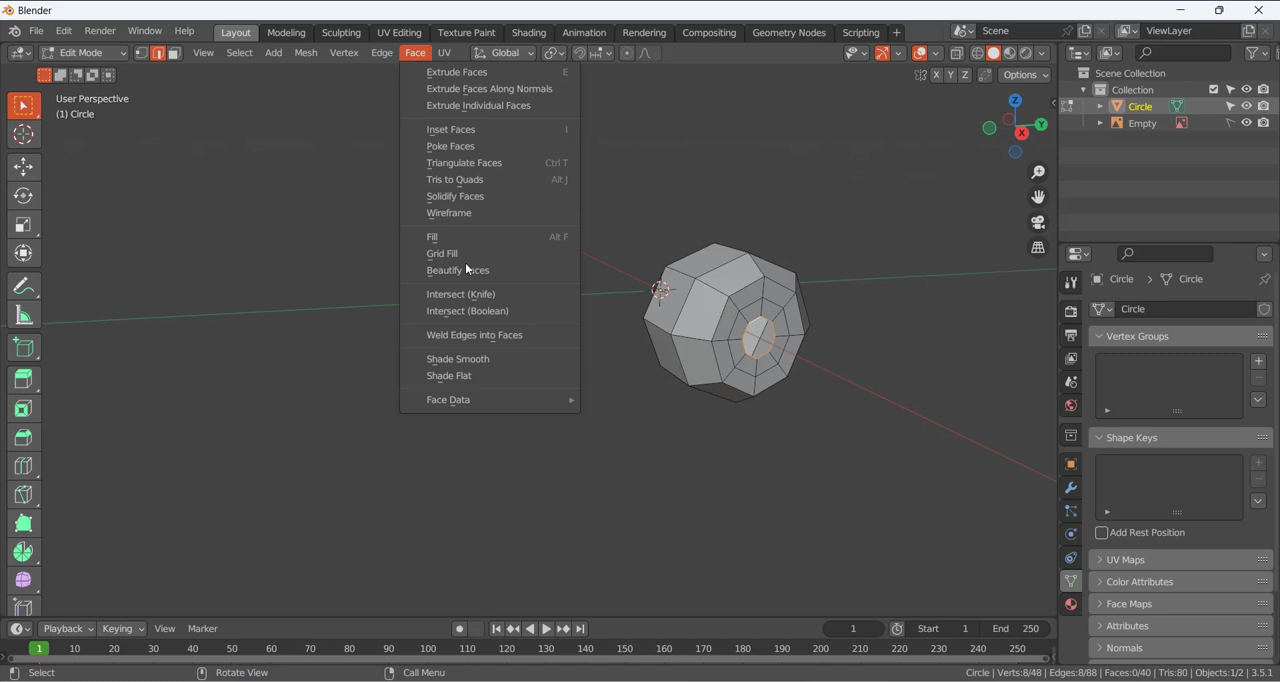 Blender
File Edit Render Window Help Layout Modeling Sculpting UV Editing Texture Paint Shading Animation Rendering Compositing Geometry Nodes Scripting + Scene ViewLayer
Edit Mode View Select Add Mesh Vertex Edge Face UV Global
X Y Z Options
User Perspective
(1) Circle
Extrude Faces E
Extrude Faces Along Normals
Extrude Individual Faces
Inset Faces I
Poke Faces
Triangulate Faces Ctrl T
Tris to Quads Alt J
Solidify Faces
Wireframe
Fill Alt F
Grid Fill
Beautify Faces
Intersect (Knife)
Intersect (Boolean)
Weld Edges into Faces
Shade Smooth
Shade Flat
Face Data
Z
Y
X
Scene Collection
Collection
Circle
Empty
Circle > Circle
Circle
Vertex Groups
Shape Keys
Add Rest Position
UV Maps
Color Attributes
Face Maps
Attributes
Normals
Playback Keying View Marker 1 Start 1 End 250
1 10 20 30 40 50 60 70 80 90 100 110 120 130 140 150 160 170 180 190 200 210 220 230 240 250
Select Rotate View Call Menu Circle | Verts:8/48 | Edges:8/88 | Faces:0/40 | Tris:80 | Objects:1/2 | 3.5.1